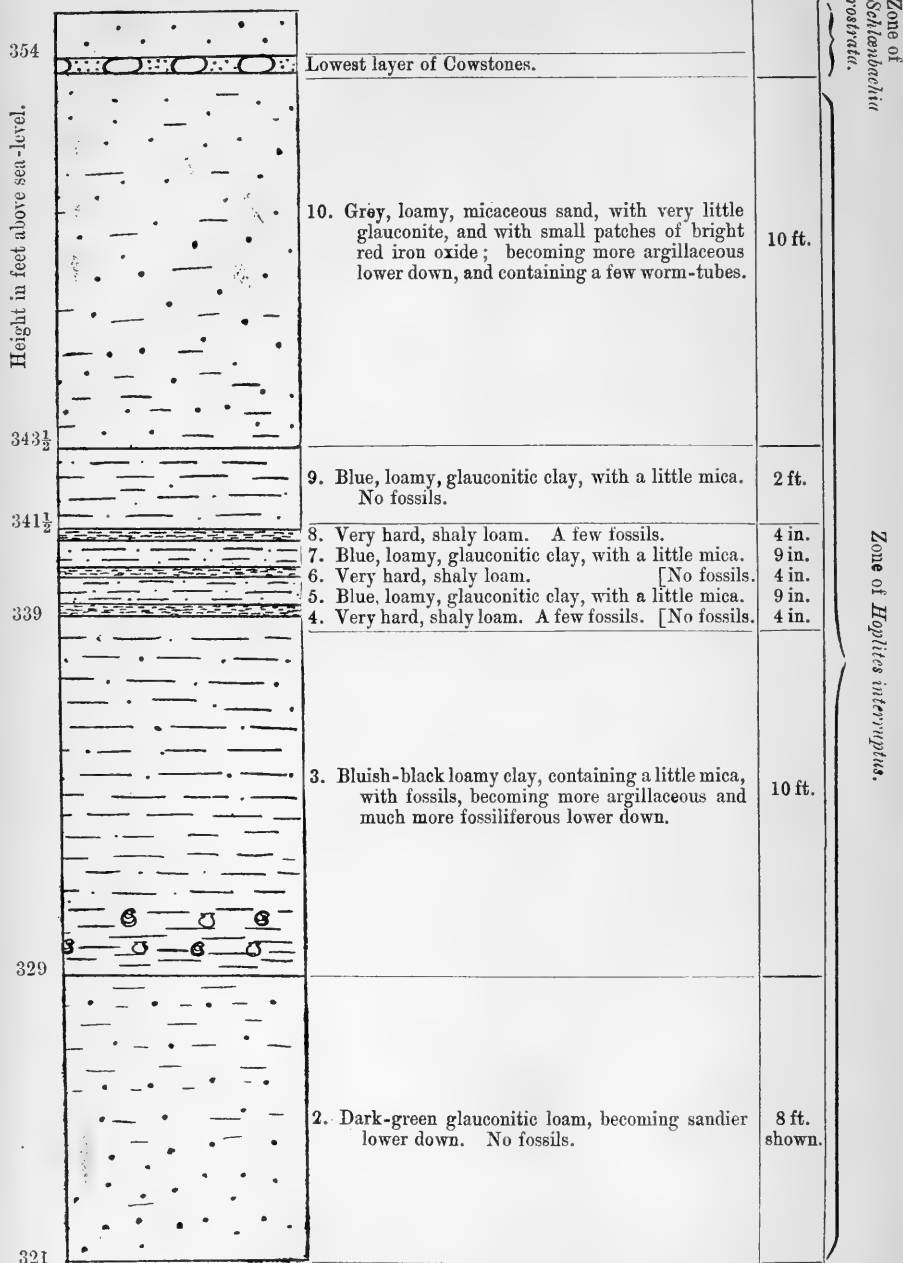 Zone of
Schlœnbachia
rostrata.
354
Lowest layer of Cowstones.
Height in feet above sea-level.
10. Grey, loamy, micaceous sand, with very little
glauconite, and with small patches of bright
red iron oxide; becoming more argillaceous
lower down, and containing a few worm-tubes.
10 ft.
343½
9. Blue, loamy, glauconitic clay, with a little mica.
No fossils.
2 ft.
341½
8. Very hard, shaly loam. A few fossils.
4 in.
7. Blue, loamy, glauconitic clay, with a little mica.
9 in.
6. Very hard, shaly loam. [No fossils.
4 in.
5. Blue, loamy, glauconitic clay, with a little mica.
9 in.
339
4. Very hard, shaly loam. A few fossils. [No fossils.
4 in.
Zone of Hoplites interruptus.
3. Bluish-black loamy clay, containing a little mica,
with fossils, becoming more argillaceous and
much more fossiliferous lower down.
10 ft.
329
2. Dark-green glauconitic loam, becoming sandier
lower down. No fossils.
8 ft.
shown.
321